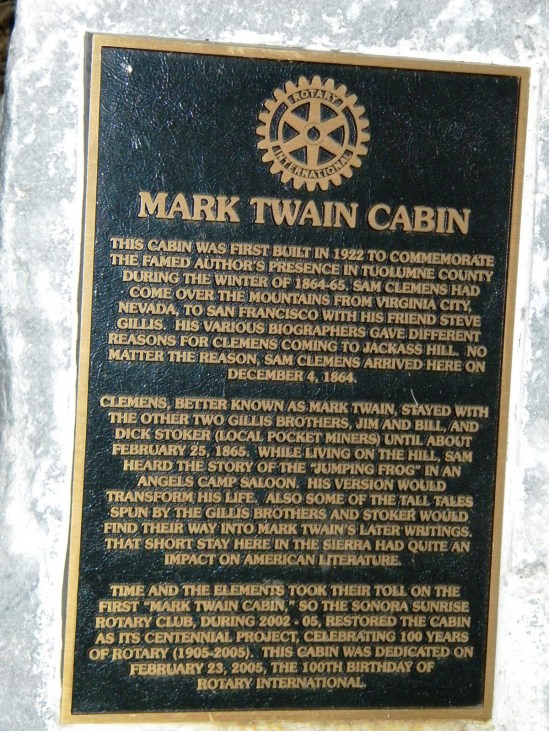 ROTARY
INTERNATIONAL
MARK TWAIN CABIN
THIS CABIN WAS FIRST BUILT IN 1922 TO COMMEMORATE
THE FAMED AUTHOR'S PRESENCE IN TUOLUMNE COUNTY
DURING THE WINTER OF 1864-65. SAM CLEMENS HAD
COME OVER THE MOUNTAINS FROM VIRGINIA CITY,
NEVADA, TO SAN FRANCISCO WITH HIS FRIEND STEVE
GILLIS. HIS VARIOUS BIOGRAPHERS GAVE DIFFERENT
REASONS FOR CLEMENS COMING TO JACKASS HILL. NO
MATTER THE REASON, SAM CLEMENS ARRIVED HERE ON
DECEMBER 4, 1864.
CLEMENS, BETTER KNOWN AS MARK TWAIN, STAYED WITH
THE OTHER TWO GILLIS BROTHERS, JIM AND BILL, AND
DICK STOKER (LOCAL POCKET MINERS) UNTIL ABOUT
FEBRUARY 25, 1865. WHILE LIVING ON THE HILL, SAM
HEARD THE STORY OF THE "JUMPING FROG" IN AN
ANGELS CAMP SALOON. HIS VERSION WOULD
TRANSFORM HIS LIFE. ALSO SOME OF THE TALL TALES
SPUN BY THE GILLIS BROTHERS AND STOKER WOULD
FIND THEIR WAY INTO MARK TWAIN'S LATER WRITINGS.
THAT SHORT STAY HERE IN THE SIERRA HAD QUITE AN
IMPACT ON AMERICAN LITERATURE.
TIME AND THE ELEMENTS TOOK THEIR TOLL ON THE
FIRST "MARK TWAIN CABIN," SO THE SONORA SUNRISE
ROTARY CLUB, DURING 2002 - 05, RESTORED THE CABIN
AS ITS CENTENNIAL PROJECT, CELEBRATING 100 YEARS
OF ROTARY (1905-2005). THIS CABIN WAS DEDICATED ON
FEBRUARY 23, 2005, THE 100TH BIRTHDAY OF
ROTARY INTERNATIONAL.